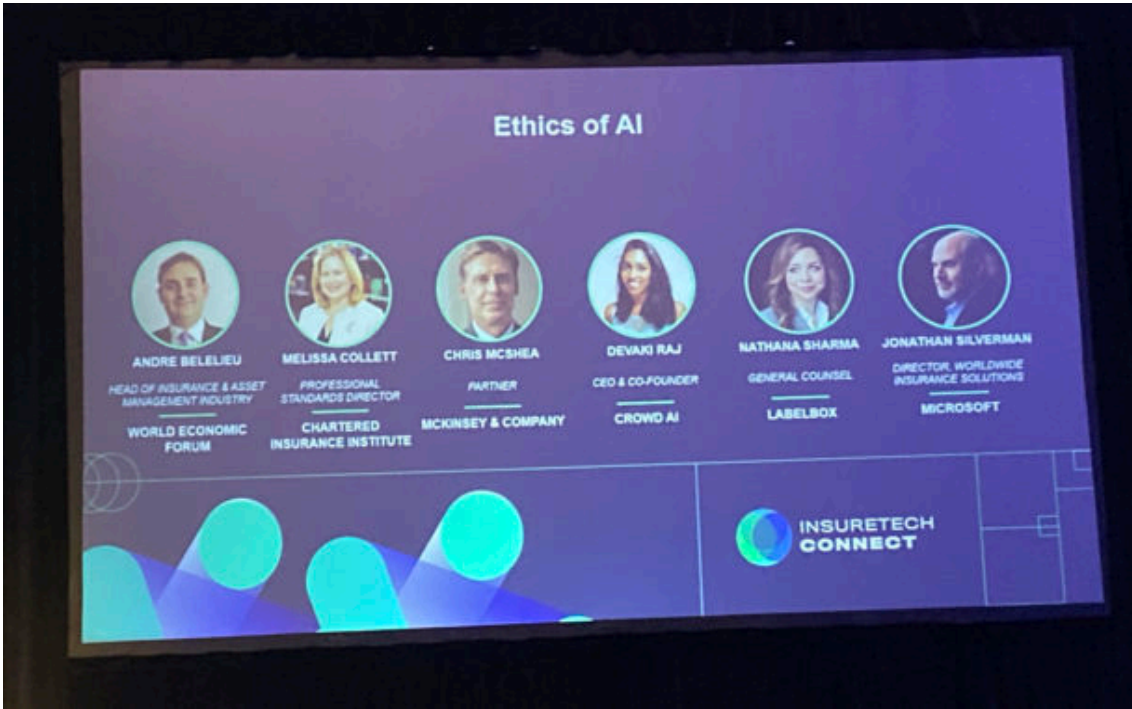 Ethics of AI
ANDRE BELELIEU
HEAD OF INSURANCE & ASSET
MANAGEMENT INDUSTRY
WORLD ECONOMIC
FORUM
MELISSA COLLETT
PROFESSIONAL
STANDARDS DIRECTOR
CHARTERED
INSURANCE INSTITUTE
CHRIS MCSHEA
PARTNER
MCKINSEY & COMPANY
DEVAKI RAJ
CEO & CO-FOUNDER
CROWD AI
NATHANA SHARMA
GENERAL COUNSEL
LABELBOX
JONATHAN SILVERMAN
DIRECTOR, WORLDWIDE
INSURANCE SOLUTIONS
MICROSOFT
INSURETECH
CONNECT